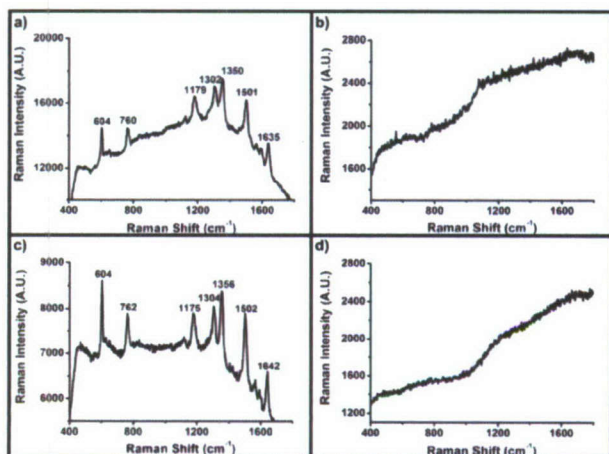 a)
Raman Intensity (A.U.)
20000
16000
12000
604
760
1179
1302
1350
1501
1635
400 800 1200 1600
Raman Shift (cm⁻¹)
b)
Raman Intensity (A.U.)
2800
2400
2000
1600
400 800 1200 1600
Raman Shift (cm⁻¹)
c)
Raman Intensity (A.U.)
9000
8000
7000
6000
604
762
1175
1304
1356
1502
1642
400 800 1200 1600
Raman Shift (cm⁻¹)
d)
Raman Intensity (A.U.)
2800
2400
2000
1600
1200
400 800 1200 1600
Raman Shift (cm⁻¹)